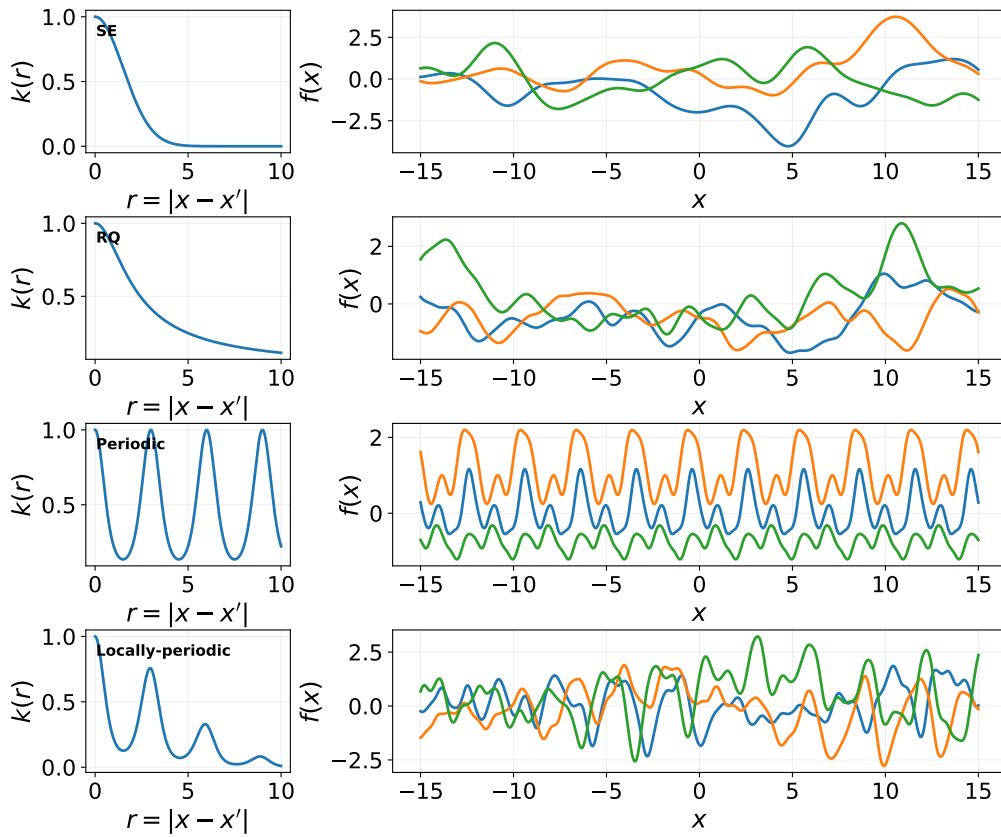 1.0
0.5
0.0
k(r)
SE
0 5 10
r = |x − x′|
2.5
0.0
−2.5
f(x)
−15 −10 −5 0 5 10 15
x
1.0
0.5
k(r)
RQ
0 5 10
r = |x − x′|
2
0
f(x)
−15 −10 −5 0 5 10 15
x
1.0
0.5
k(r)
Periodic
0 5 10
r = |x − x′|
2
0
f(x)
−15 −10 −5 0 5 10 15
x
1.0
0.5
0.0
k(r)
Locally-periodic
0 5 10
r = |x − x′|
2.5
0.0
−2.5
f(x)
−15 −10 −5 0 5 10 15
x